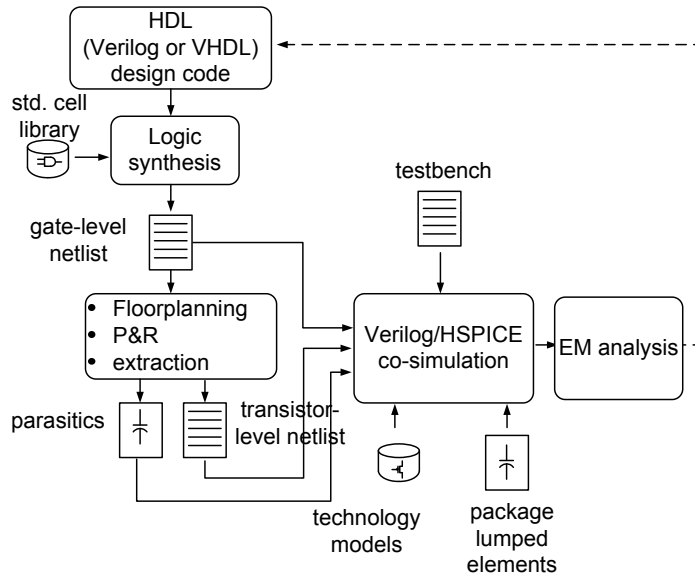 HDL
(Verilog or VHDL)
design code
std. cell
library
Logic
synthesis
testbench
gate-level
netlist
• Floorplanning
• P&R
• extraction
Verilog/HSPICE
co-simulation
EM analysis
parasitics
transistor-
level netlist
technology
models
package
lumped
elements